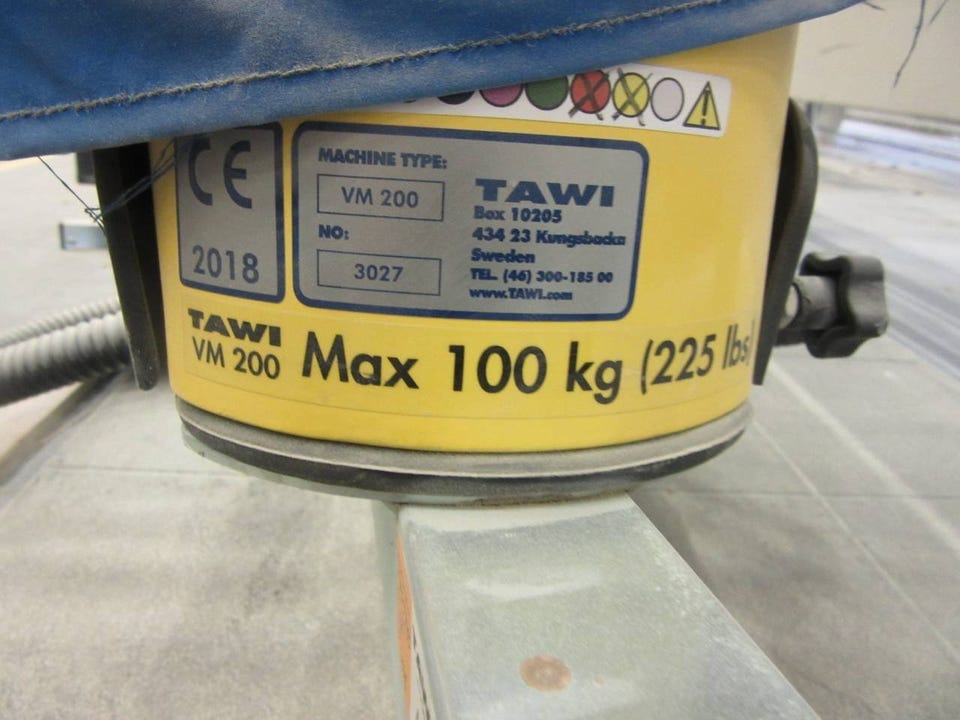 CE
2018
MACHINE TYPE:
VM 200
NO:
3027
TAWI
Box 10205
434 23 Kungsbacka
Sweden
TEL. (46) 300-185 00
www.TAWI.com
TAWI
VM 200
Max 100 kg (225 lbs)